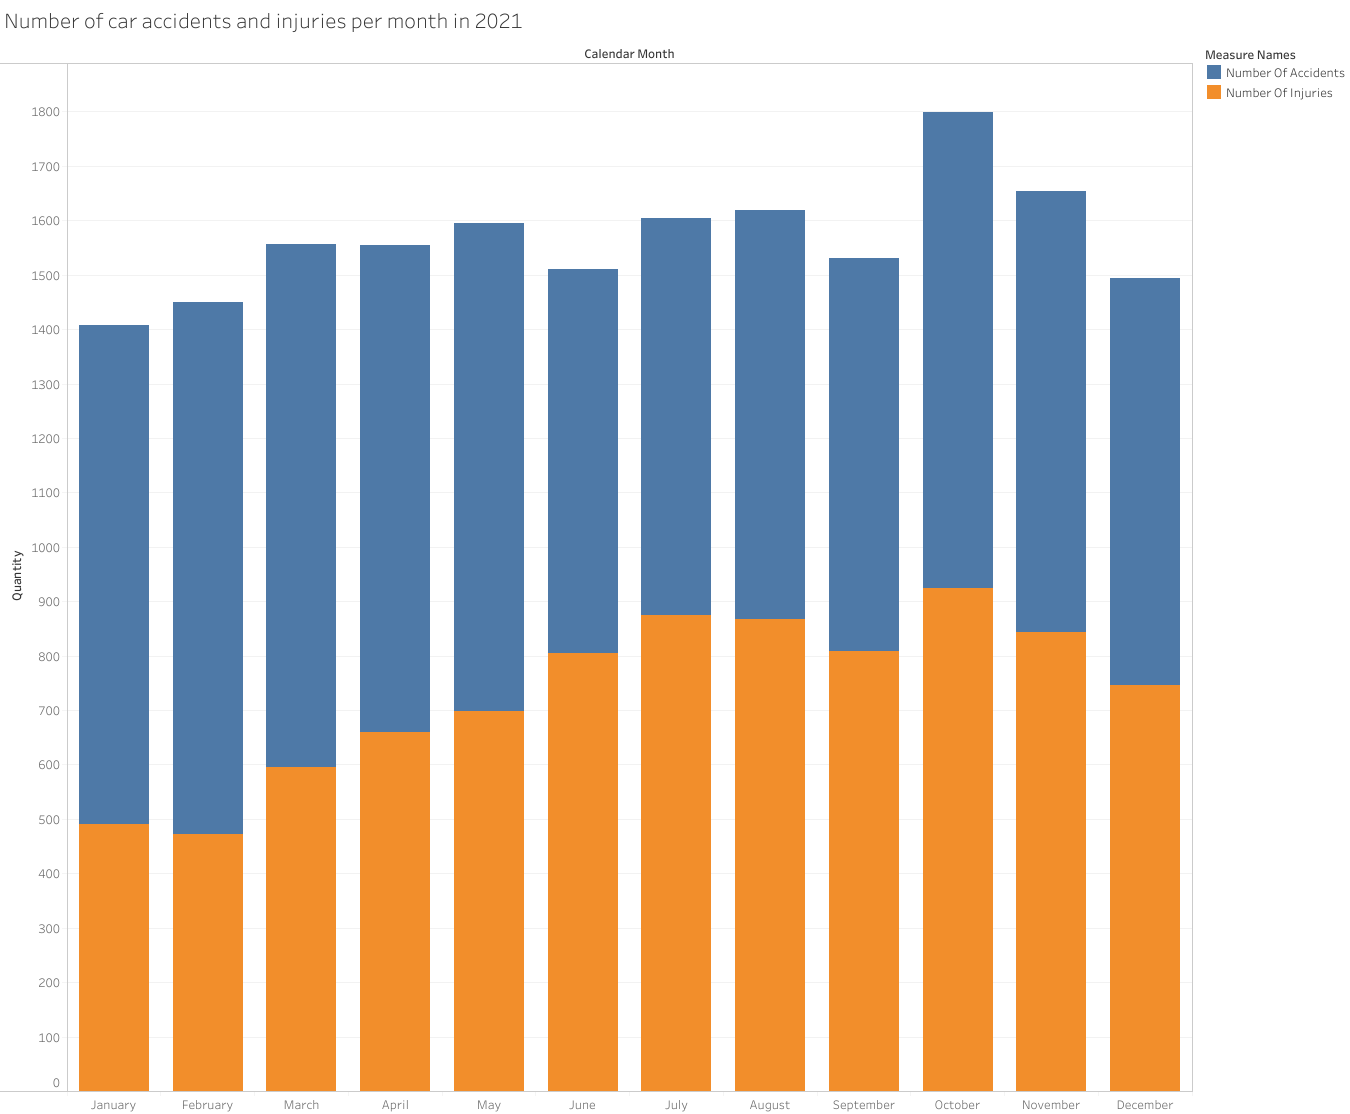 Number of car accidents and injuries per month in 2021
Calendar Month
Measure Names
Number Of Accidents
Number Of Injuries
1800
1700
1600
1500
1400
1300
1200
1100
1000
900
800
700
600
500
400
300
200
100
0
Quantity
January February March April May June July August September October November December